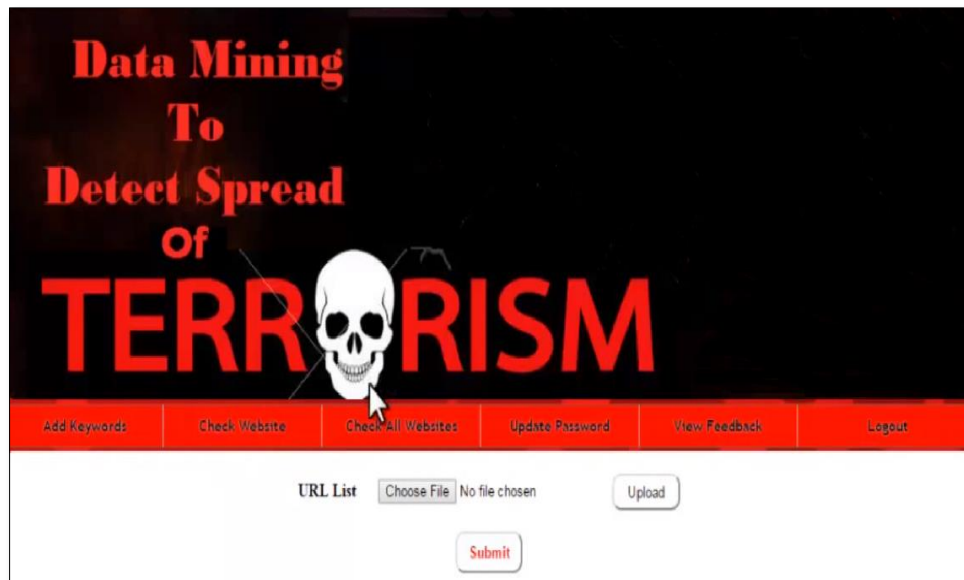 Data Mining
To
Detect Spread
Of
TERRORISM
Add Keywords Check Website Check All Websites Update Password View Feedback Logout
URL List Choose File No file chosen Upload
Submit